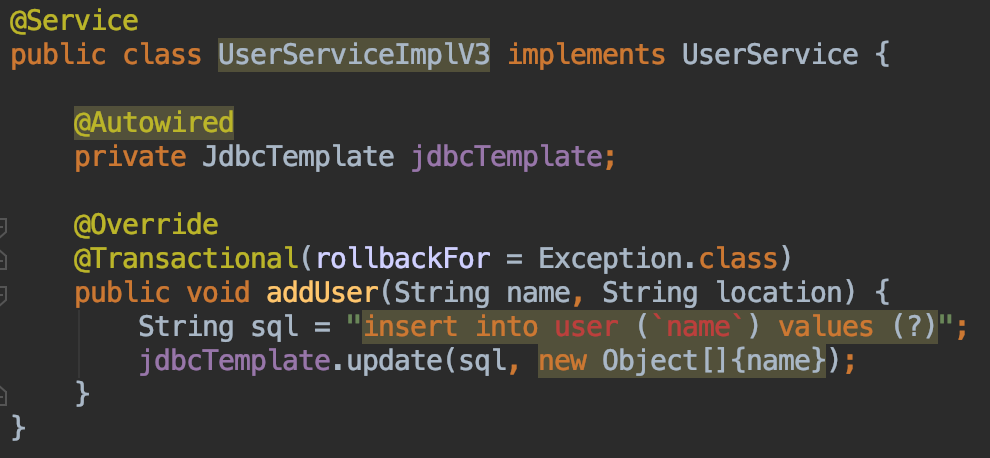 @Service
public class UserServiceImplV3 implements UserService {
@Autowired
private JdbcTemplate jdbcTemplate;
@Override
@Transactional(rollbackFor = Exception.class)
public void addUser(String name, String location) {
String sql = "insert into user (`name`) values (?)";
jdbcTemplate.update(sql, new Object[]{name});
}
}